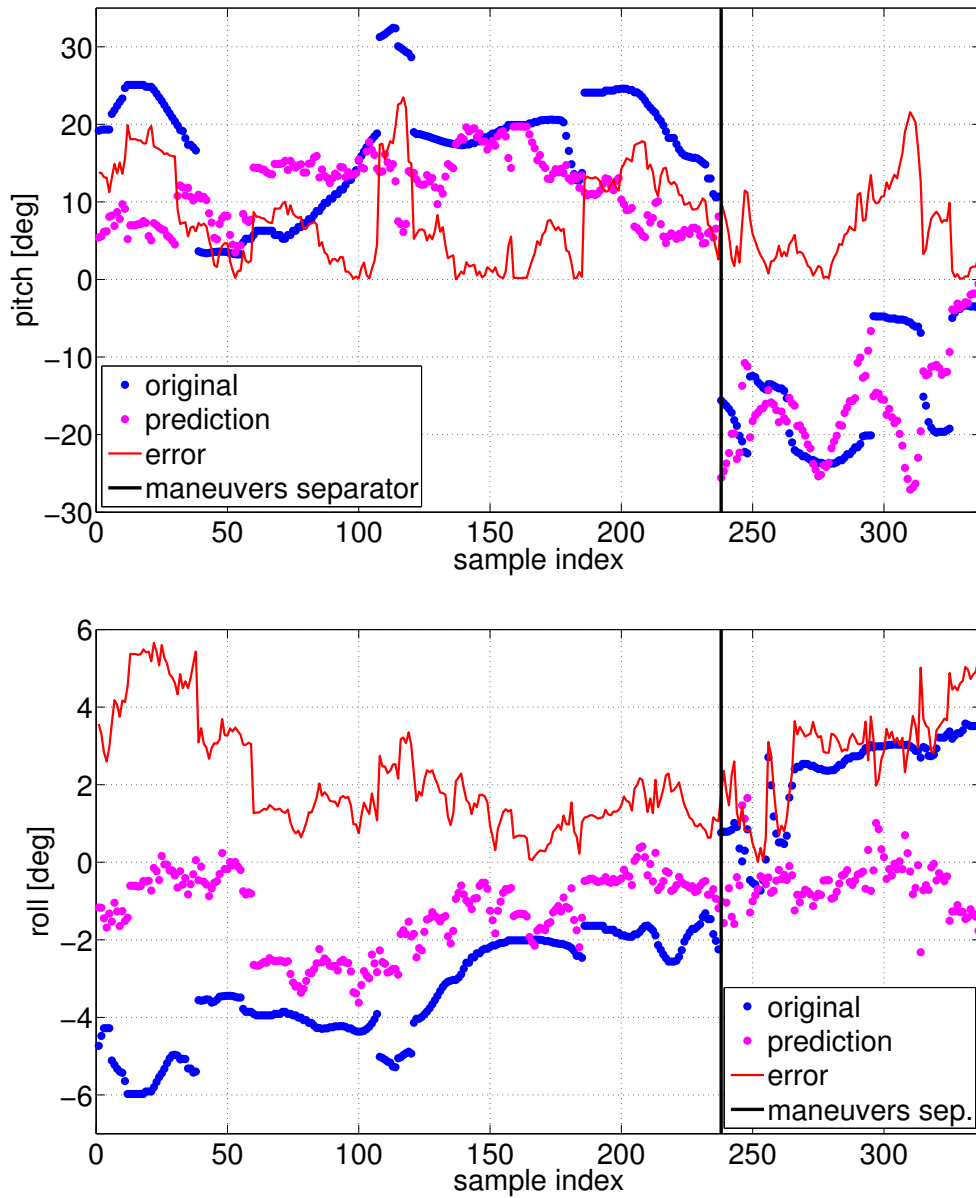 30
20
10
0
−10
−20
−30
pitch [deg]
original
prediction
error
maneuvers separator
0 50 100 150 200 250 300
sample index
6
4
2
0
−2
−4
−6
roll [deg]
original
prediction
error
maneuvers sep.
0 50 100 150 200 250 300
sample index